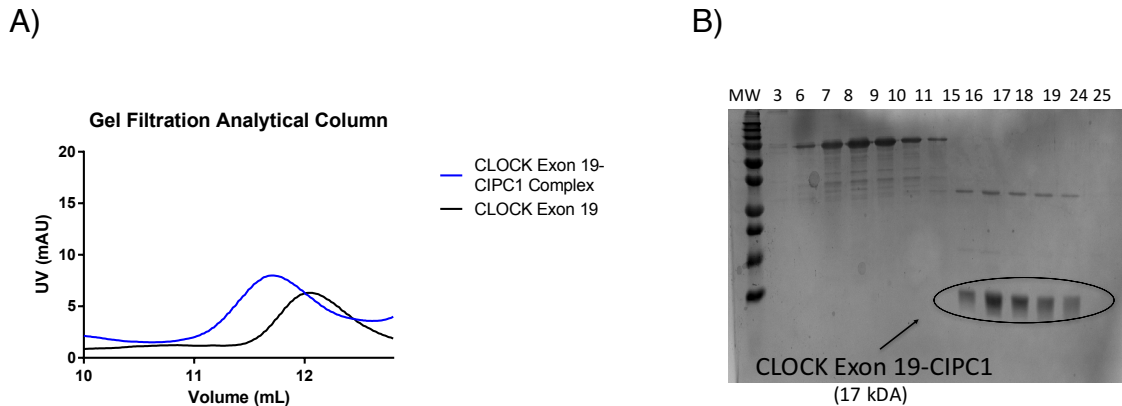 A)
Gel Filtration Analytical Column
20
15
10
5
0
UV (mAU)
10
11
12
Volume (mL)
CLOCK Exon 19-
CIPC1 Complex
CLOCK Exon 19
B)
MW 3 6 7 8 9 10 11 15 16 17 18 19 24 25
CLOCK Exon 19-CIPC1
(17 kDA)